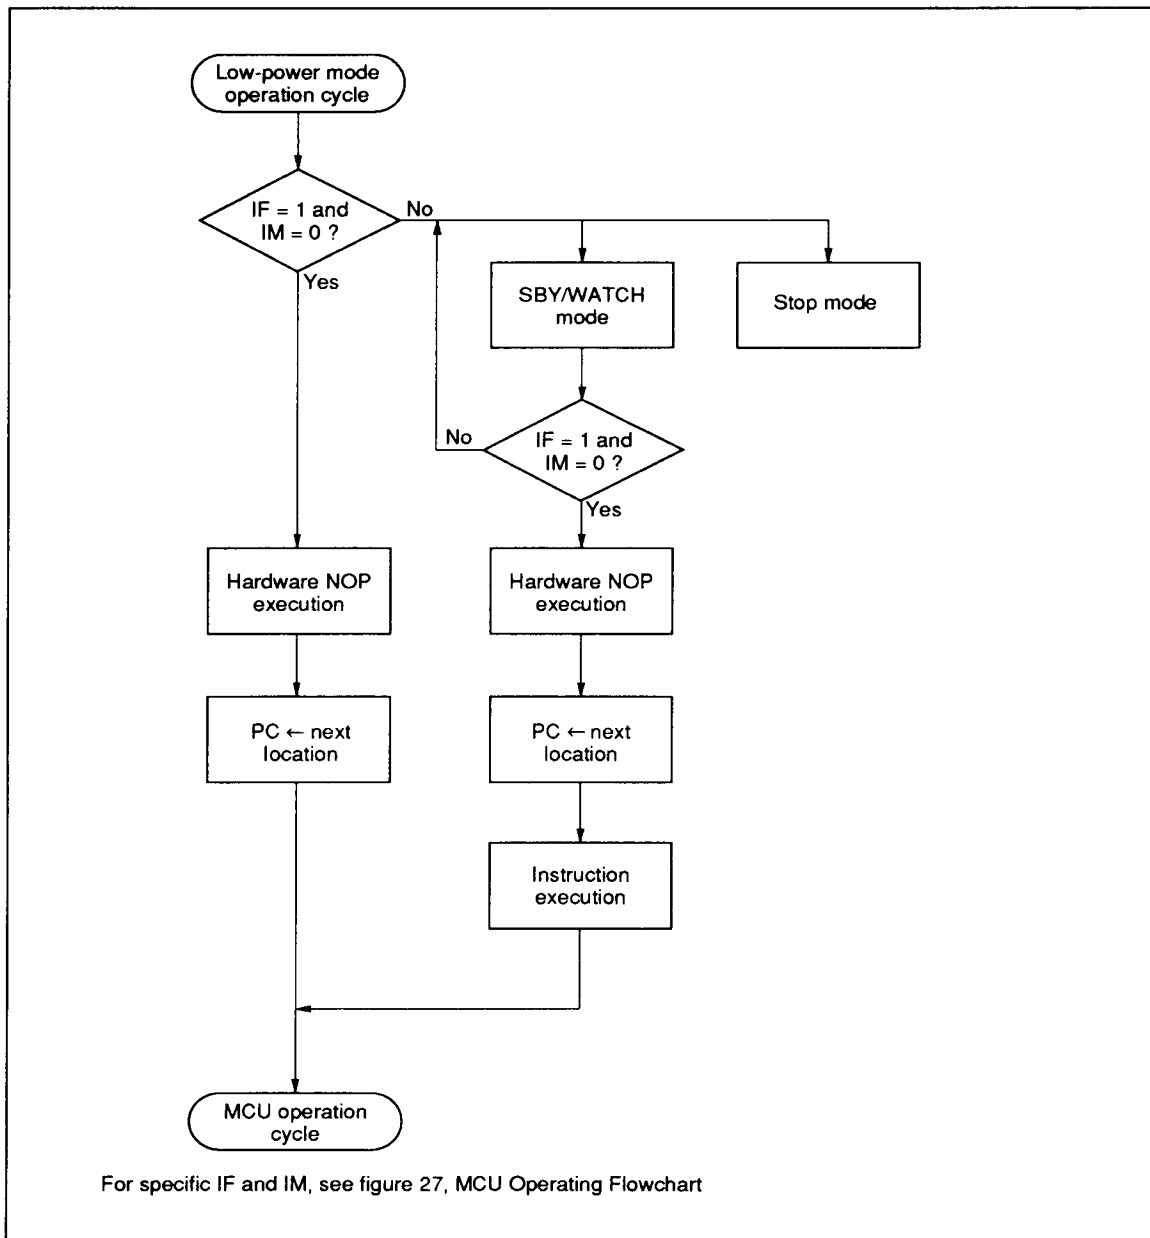 Low-power mode
operation cycle
IF = 1 and
IM = 0 ?
No
Yes
SBY/WATCH
mode
Stop mode
No
IF = 1 and
IM = 0 ?
Yes
Hardware NOP
execution
Hardware NOP
execution
PC ← next
location
PC ← next
location
Instruction
execution
MCU operation
cycle
For specific IF and IM, see figure 27, MCU Operating Flowchart